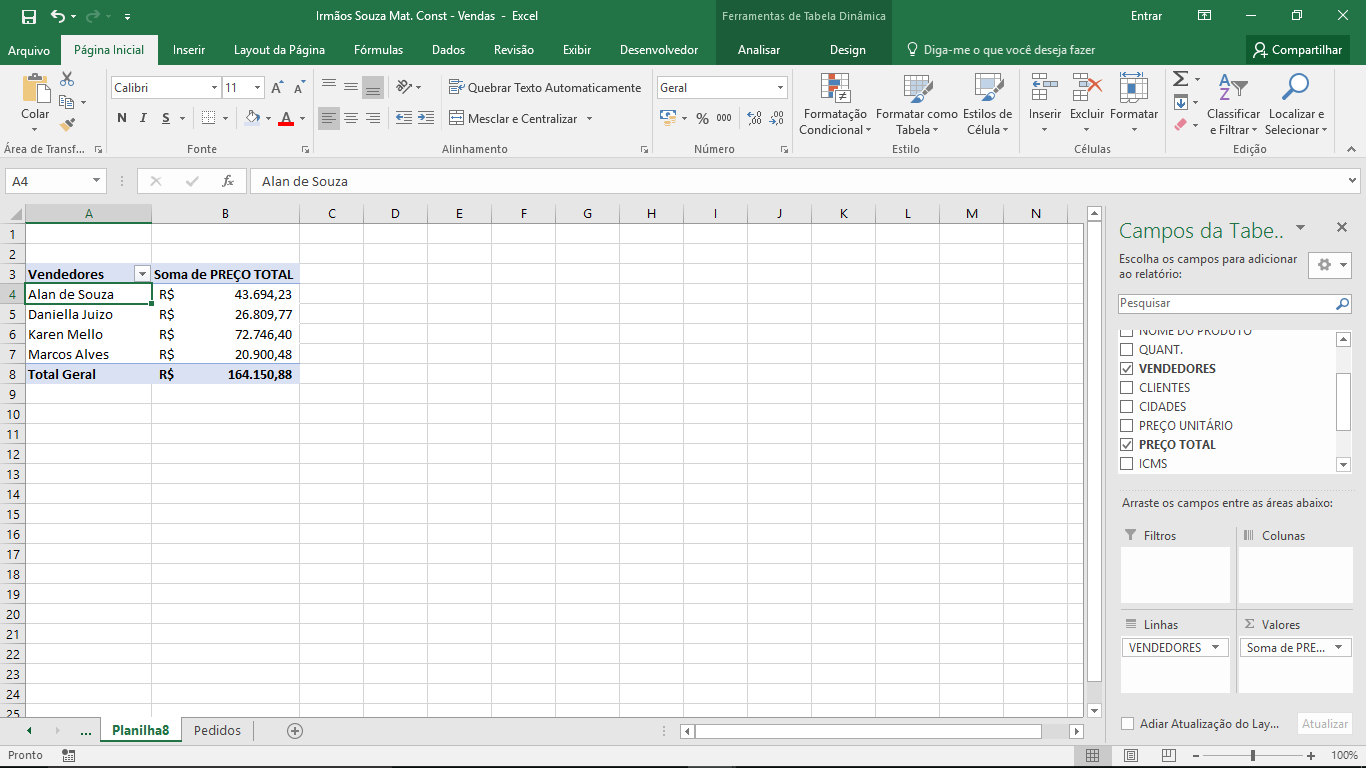 Irmãos Souza Mat. Const - Vendas - Excel
Ferramentas de Tabela Dinâmica
Entrar
Arquivo Página Inicial Inserir Layout da Página Fórmulas Dados Revisão Exibir Desenvolvedor Analisar Design Diga-me o que você deseja fazer Compartilhar
Colar
Área de Transf...
Calibri 11
N I S
Fonte
Quebrar Texto Automaticamente
Mesclar e Centralizar
Alinhamento
Geral
% 000
Número
Formatação Condicional
Formatar como Tabela
Estilos de Célula
Estilo
Inserir Excluir Formatar
Células
Classificar e Filtrar
Localizar e Selecionar
Edição
A4 fx Alan de Souza
A B C D E F G H I J K L M N
1
2
3 Vendedores Soma de PREÇO TOTAL
4 Alan de Souza R$ 43.694,23
5 Daniella Juizo R$ 26.809,77
6 Karen Mello R$ 72.746,40
7 Marcos Alves R$ 20.900,48
8 Total Geral R$ 164.150,88
9
10
11
12
13
14
15
16
17
18
19
20
21
22
23
24
25
Campos da Tabe..
Escolha os campos para adicionar
ao relatório:
Pesquisar
NOME DO PRODUTO
QUANT.
VENDEDORES
CLIENTES
CIDADES
PREÇO UNITÁRIO
PREÇO TOTAL
ICMS
Arraste os campos entre as áreas abaixo:
Filtros Colunas
Linhas Σ Valores
VENDEDORES Soma de PRE...
Adiar Atualização do Lay... Atualizar
... Planilha8 Pedidos
Pronto 100%